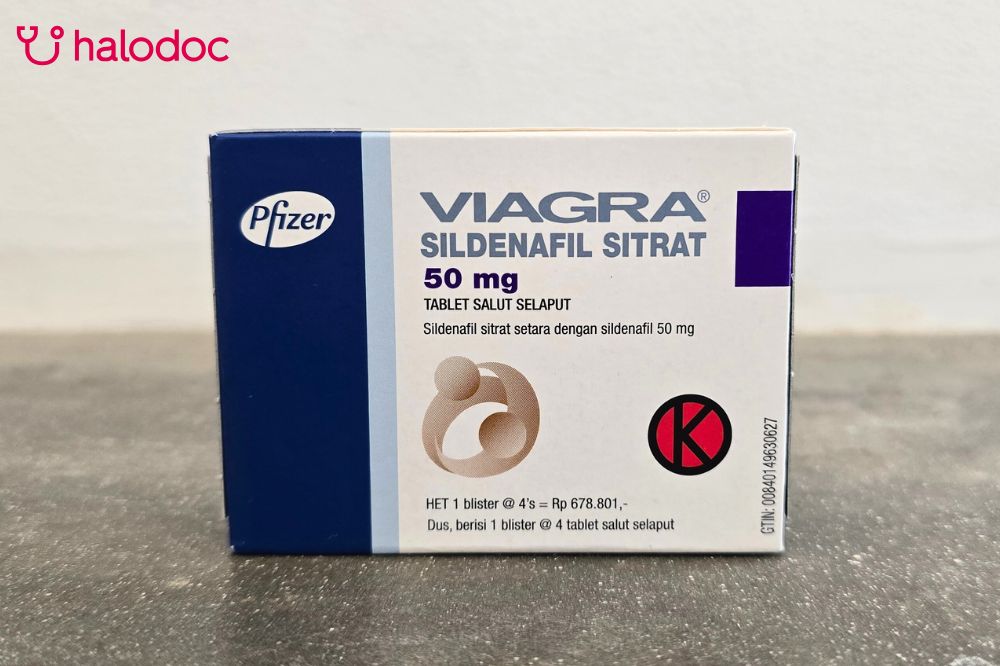 halodoc
Pfizer
VIAGRA®
SILDENAFIL SITRAT
50 mg
TABLET SALUT SELAPUT
Sildenafil sitrat setara dengan sildenafil 50 mg
K
HET 1 blister @ 4's = Rp 678.801,-
Dus, berisi 1 blister @ 4 tablet salut selaput
GTIN: 00840149630627